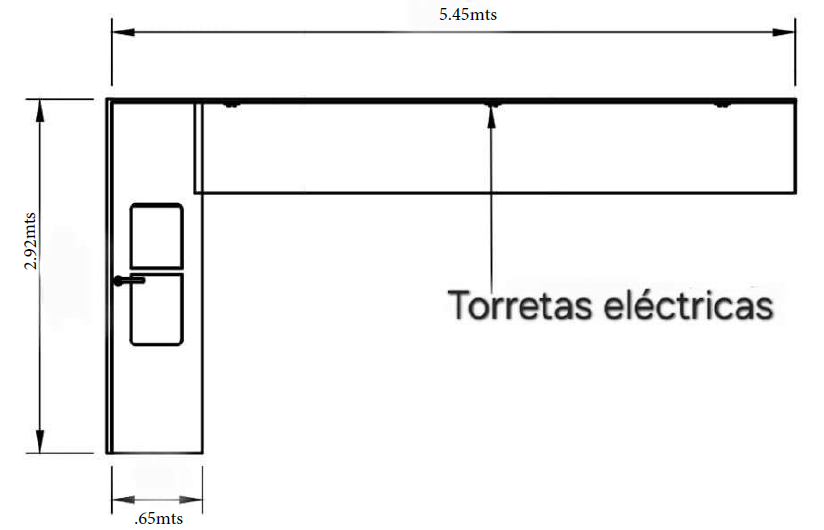 5.45mts
2.92mts
Torretas eléctricas
.65mts